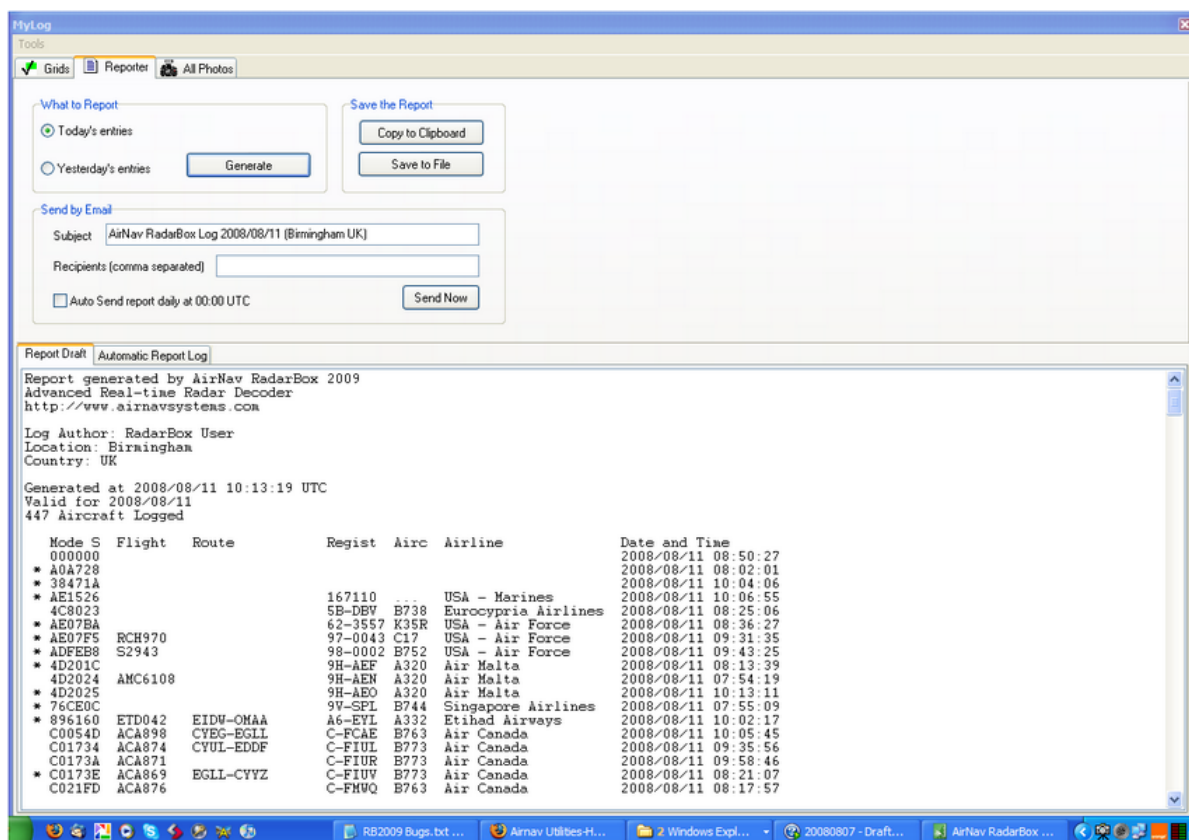 MyLog
Tools
Grids Reporter All Photos
What to Report
Today's entries
Yesterday's entries
Generate
Save the Report
Copy to Clipboard
Save to File
Send by Email
Subject AirNav RadarBox Log 2008/08/11 (Birmingham UK)
Recipients (comma separated)
Auto Send report daily at 00:00 UTC
Send Now
Report Draft Automatic Report Log
Report generated by AirNav RadarBox 2009
Advanced Real-time Radar Decoder
http://www.airnavsystems.com
Log Author: RadarBox User
Location: Birmingham
Country: UK
Generated at 2008/08/11 10:13:19 UTC
Valid for 2008/08/11
447 Aircraft Logged
Mode S Flight Route Regist Airc Airline Date and Time
000000 2008/08/11 08:50:27
* A0A728 2008/08/11 08:02:01
* 38471A 2008/08/11 10:04:06
* AE1526 167110 ... USA - Marines 2008/08/11 10:06:55
4C8023 5B-DBV B738 Eurocypria Airlines 2008/08/11 08:25:06
* AE07BA 62-3557 K35R USA - Air Force 2008/08/11 08:36:27
* AE07F5 RCH970 97-0043 C17 USA - Air Force 2008/08/11 09:31:35
* ADFEB8 S2943 98-0002 B752 USA - Air Force 2008/08/11 09:43:25
* 4D201C 9H-AEF A320 Air Malta 2008/08/11 08:13:39
4D2024 AMC6108 9H-AEN A320 Air Malta 2008/08/11 07:54:19
* 4D2025 9H-AEO A320 Air Malta 2008/08/11 10:13:11
* 76CE0C 9V-SPL B744 Singapore Airlines 2008/08/11 07:55:09
* 896160 ETD042 EIDW-OMAA A6-EYL A332 Etihad Airways 2008/08/11 10:02:17
C0054D ACA898 CYEG-EGLL C-FCAE B763 Air Canada 2008/08/11 10:05:45
C01734 ACA874 CYUL-EDDF C-FIUL B773 Air Canada 2008/08/11 09:35:56
C0173A ACA871 C-FIUR B773 Air Canada 2008/08/11 09:58:46
* C0173E ACA869 EGLL-CYYZ C-FIUV B773 Air Canada 2008/08/11 08:21:07
C021FD ACA876 C-FMWQ B763 Air Canada 2008/08/11 08:17:57
RB2009 Bugs.txt ... Airnav Utilities-H... 2 Windows Expl... 20080807 - Draft... AirNav RadarBox ...